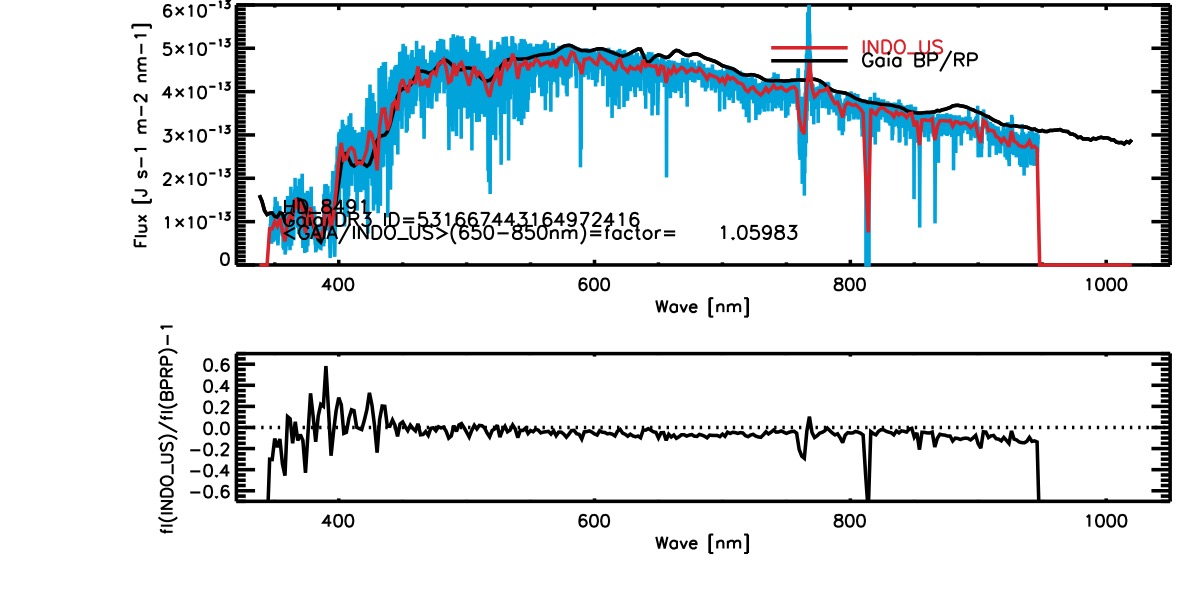 6×10-13
5×10-13
4×10-13
3×10-13
2×10-13
1×10-13
0
Flux [J s-1 m-2 nm-1]
INDO_US
Gaia BP/RP
HD_8491
Gaia/DR3 ID=5316674443164972416
<GAIA/INDO_US>(650-850nm)=factor= 1.05983
400 600 800 1000
Wave [nm]
fl(INDO_US)/fl(BPRP)-1
0.6
0.4
0.2
0.0
-0.2
-0.4
-0.6
400 600 800 1000
Wave [nm]